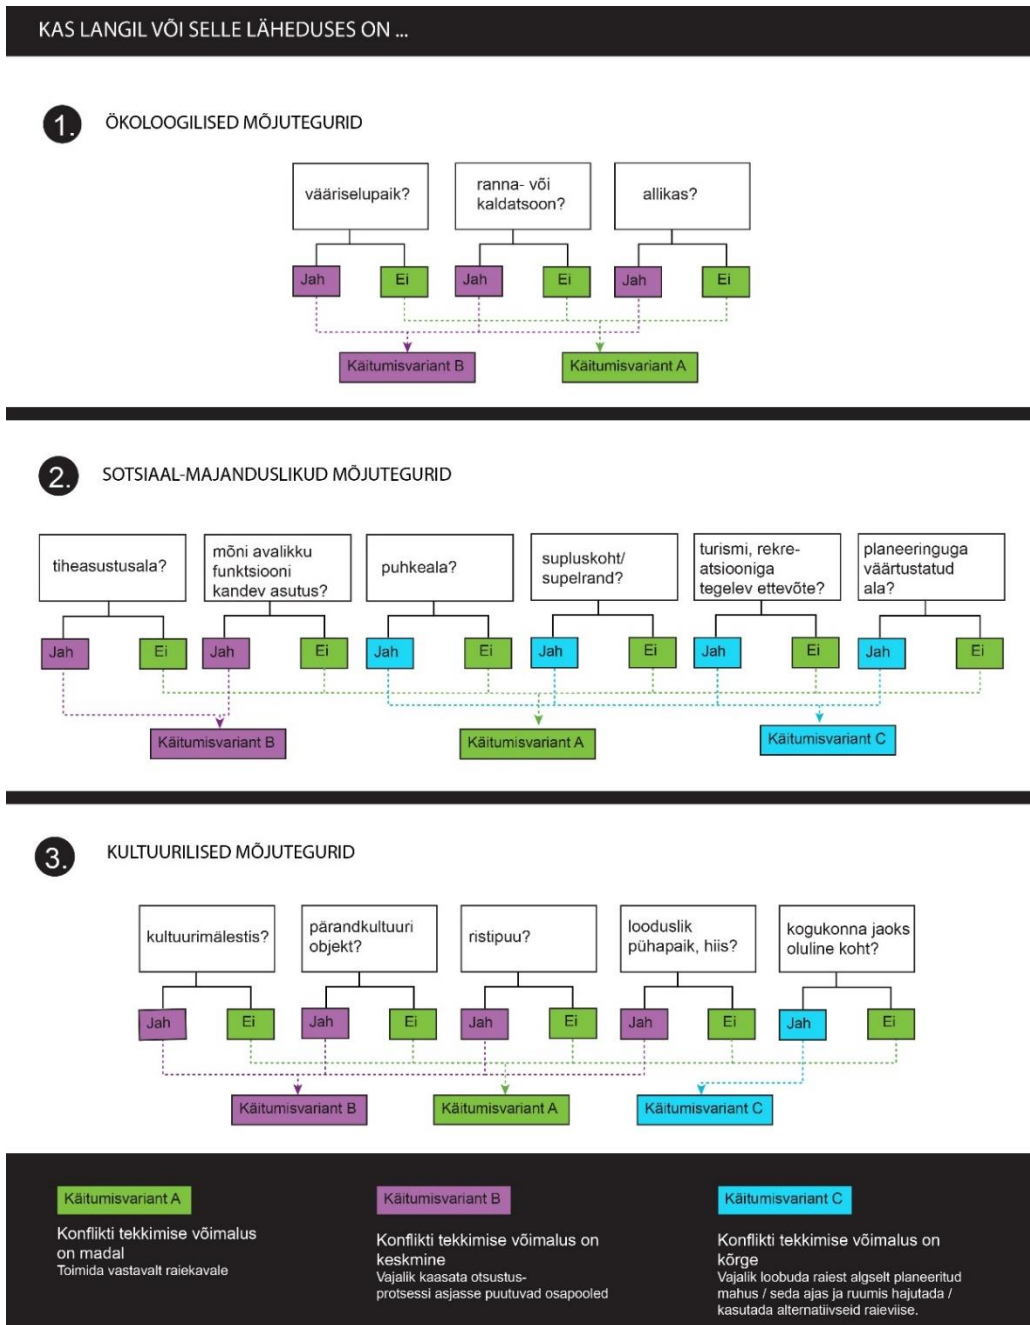 KAS LANGIL VÕI SELLE LÄHEDUSES ON ...
1. ÖKOLOOGILISED MÕJUTEGURID
vääriselupaik?
ranna- või
kaldatsoon?
allikas?
Jah
Ei
Jah
Ei
Jah
Ei
Käitumisvariant B
Käitumisvariant A
2. SOTSIAAL-MAJANDUSLIKUD MÕJUTEGURID
tiheasustusala?
mõni avalikku
funktsiooni
kandev asutus?
puhkeala?
supluskoht/
supelrand?
turismi, rekre-
atsiooniga
tegelev ettevõte?
planeeringuga
väärtustatud
ala?
Jah
Ei
Jah
Ei
Jah
Ei
Jah
Ei
Jah
Ei
Jah
Ei
Käitumisvariant B
Käitumisvariant A
Käitumisvariant C
3. KULTUURILISED MÕJUTEGURID
kultuurimälestis?
pärandkultuuri
objekt?
ristipuu?
looduslik
pühapaik, hiis?
kogukonna jaoks
oluline koht?
Jah
Ei
Jah
Ei
Jah
Ei
Jah
Ei
Jah
Ei
Käitumisvariant B
Käitumisvariant A
Käitumisvariant C
Käitumisvariant A
Konflikti tekkimise võimalus
on madal
Toimida vastavalt raiekavale
Käitumisvariant B
Konflikti tekkimise võimalus on
keskmine
Vajalik kaasata otsustus-
protsessi asjasse puutuvad osapooled
Käitumisvariant C
Konflikti tekkimise võimalus on
kõrge
Vajalik loobuda raiest algselt planeeritud
mahus / seda ajas ja ruumis hajutada /
kasutada alternatiivseid raieviise.